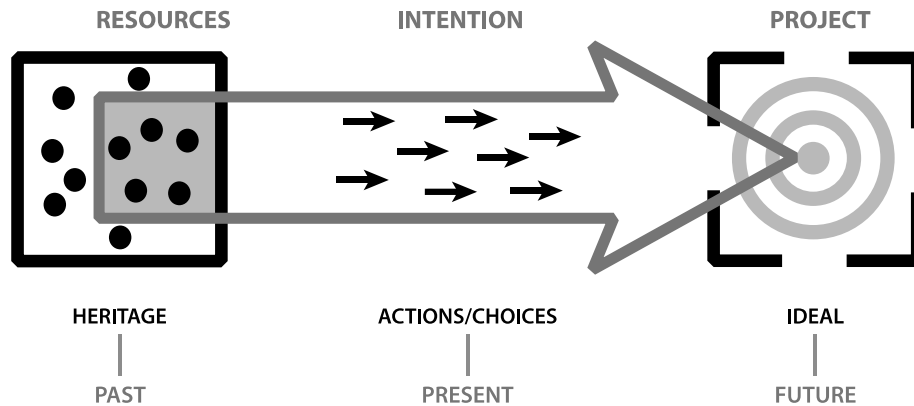 RESOURCES INTENTION PROJECT
HERITAGE ACTIONS/CHOICES IDEAL
PAST PRESENT FUTURE